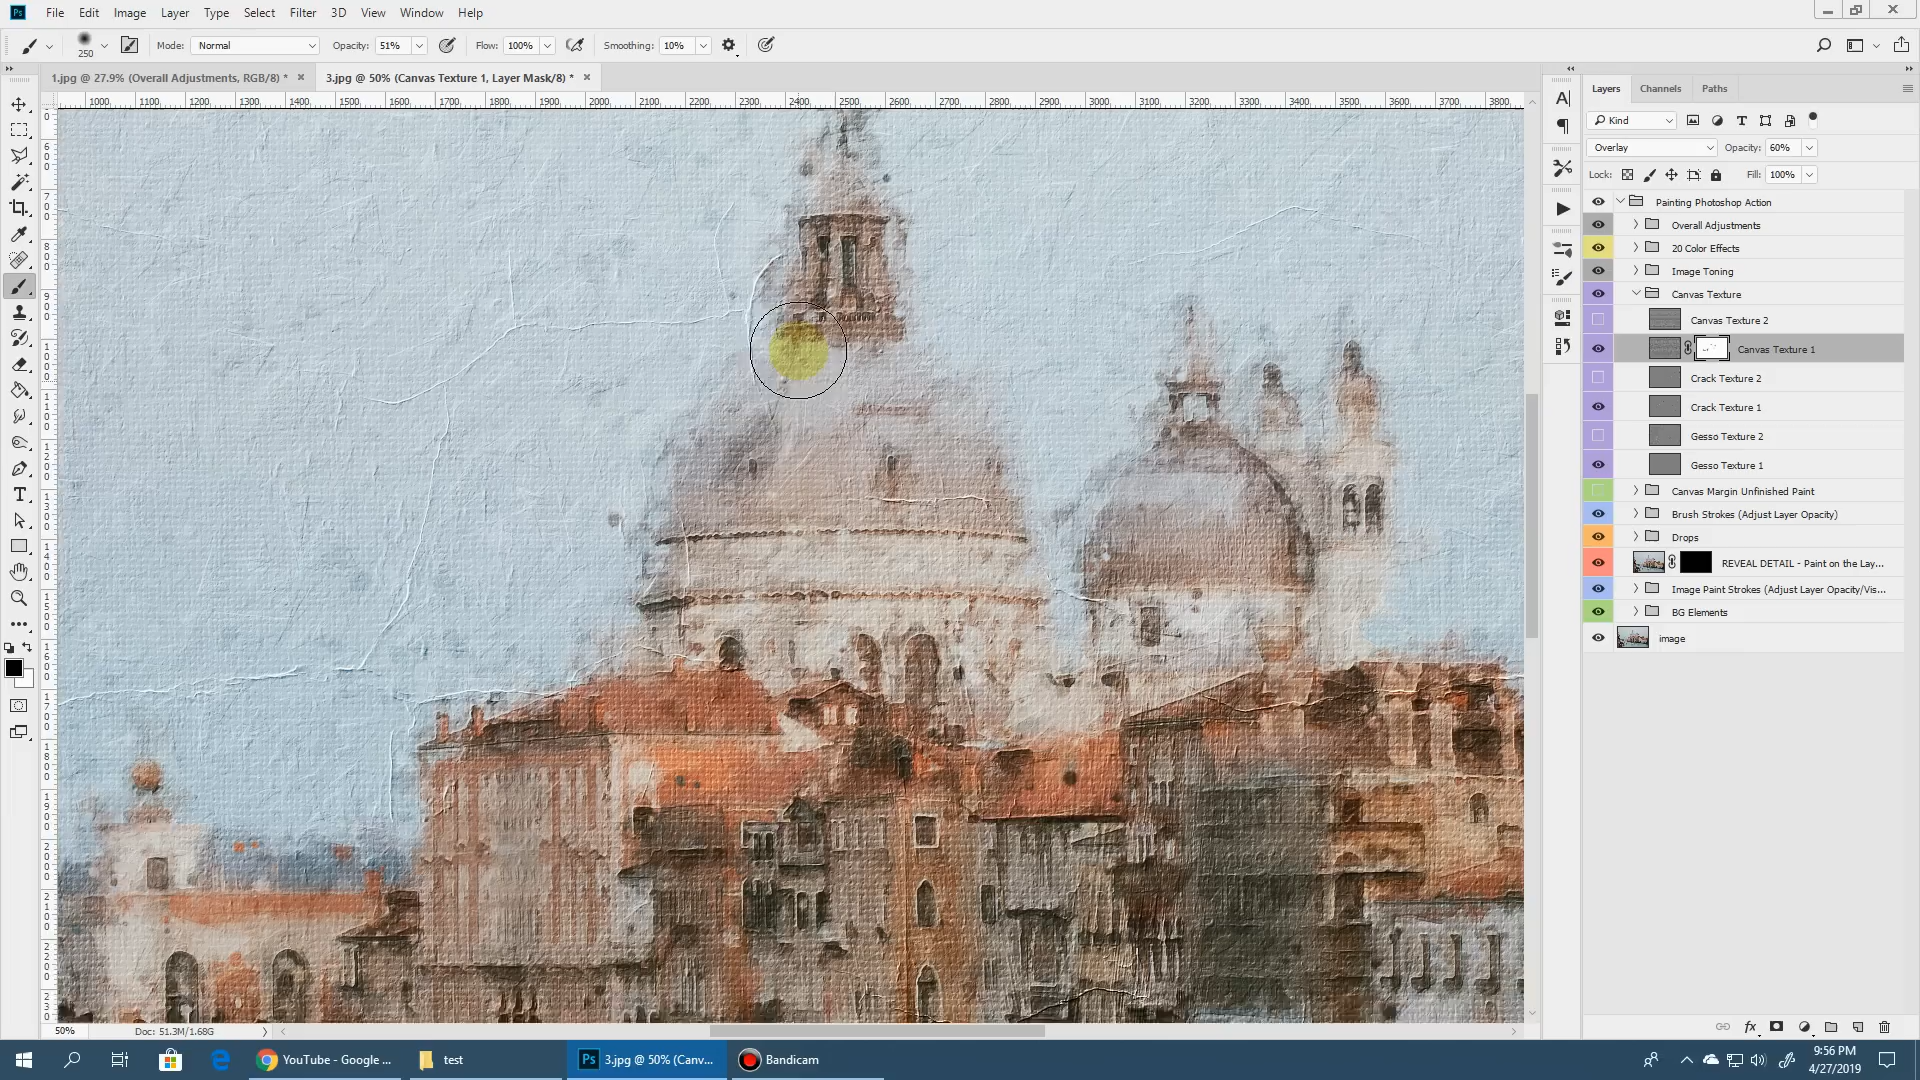 Ps File Edit Image Layer Type Select Filter 3D View Window Help
250 Mode: Normal Opacity: 51% Flow: 100% Smoothing: 10%
1.jpg @ 27.9% (Overall Adjustments, RGB/8) * × 3.jpg @ 50% (Canvas Texture 1, Layer Mask/8) * ×
1000 1100 1200 1300 1400 1500 1600 1700 1800 1900 2000 2100 2200 2300 2400 2500 2600 2700 2800 2900 3000 3100 3200 3300 3400 3500 3600 3700 3800
Layers Channels Paths
Kind
Overlay Opacity: 60%
Lock: Fill: 100%
Painting Photoshop Action
Overall Adjustments
20 Color Effects
Image Toning
Canvas Texture
Canvas Texture 2
Canvas Texture 1
Crack Texture 2
Crack Texture 1
Gesso Texture 2
Gesso Texture 1
Canvas Margin Unfinished Paint
Brush Strokes (Adjust Layer Opacity)
Drops
REVEAL DETAIL - Paint on the Lay...
Image Paint Strokes (Adjust Layer Opacity/Vis...
BG Elements
image
50% Doc: 51.3M/1.68G
YouTube - Google ... test Ps 3.jpg @ 50% (Canv... Bandicam
9:56 PM
4/27/2019